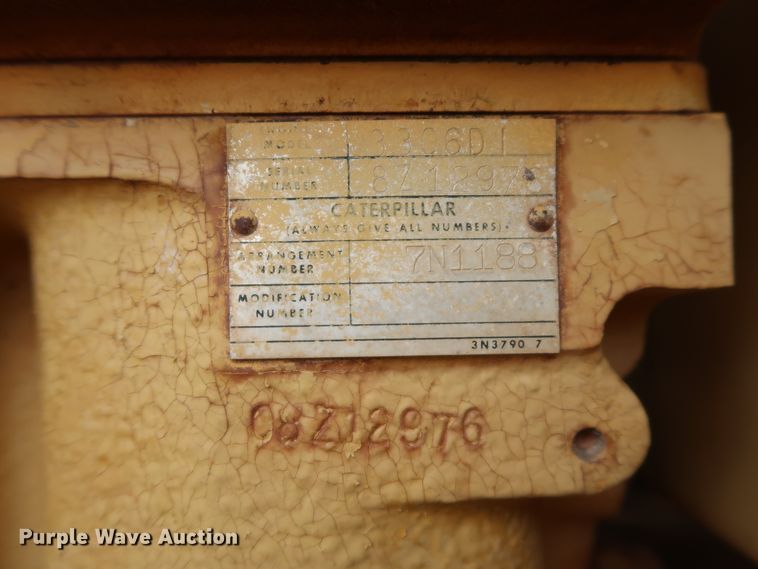 ENGINE
MODEL 3306DI
SERIAL
NUMBER 8Z12976
CATERPILLAR
(ALWAYS GIVE ALL NUMBERS)
ARRANGEMENT
NUMBER 7N1188
MODIFICATION
NUMBER
3N3790 7
08Z12976
Purple Wave Auction